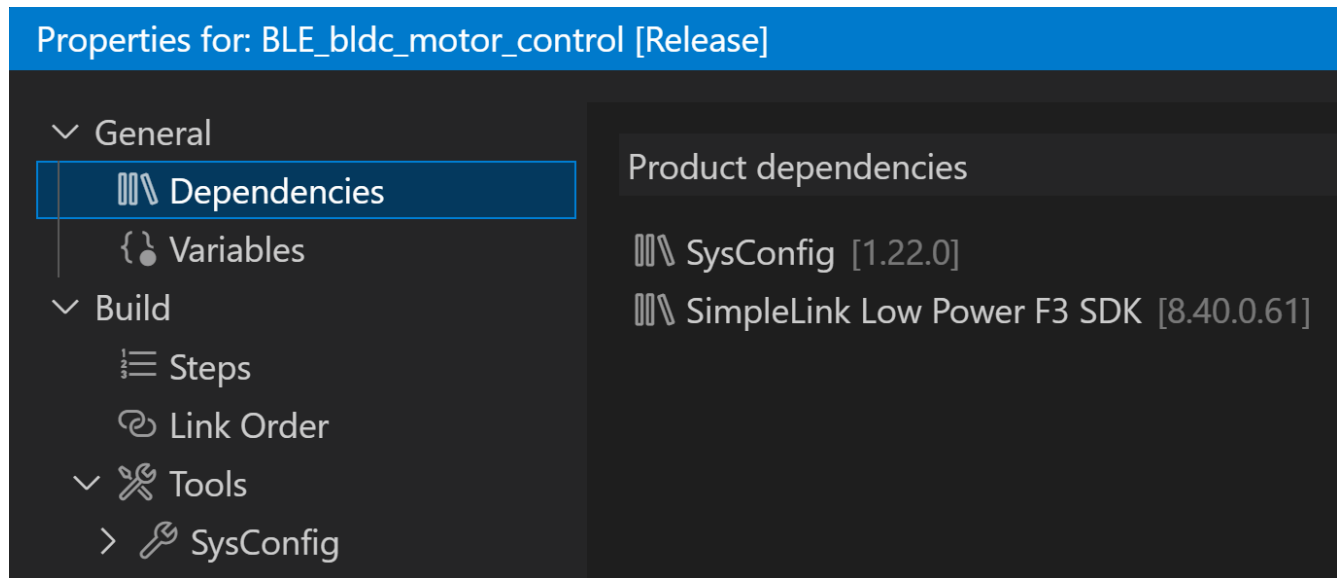 Properties for: BLE_bldc_motor_control [Release]
General
Dependencies
Variables
Build
Steps
Link Order
Tools
SysConfig
Product dependencies
SysConfig [1.22.0]
SimpleLink Low Power F3 SDK [8.40.0.61]